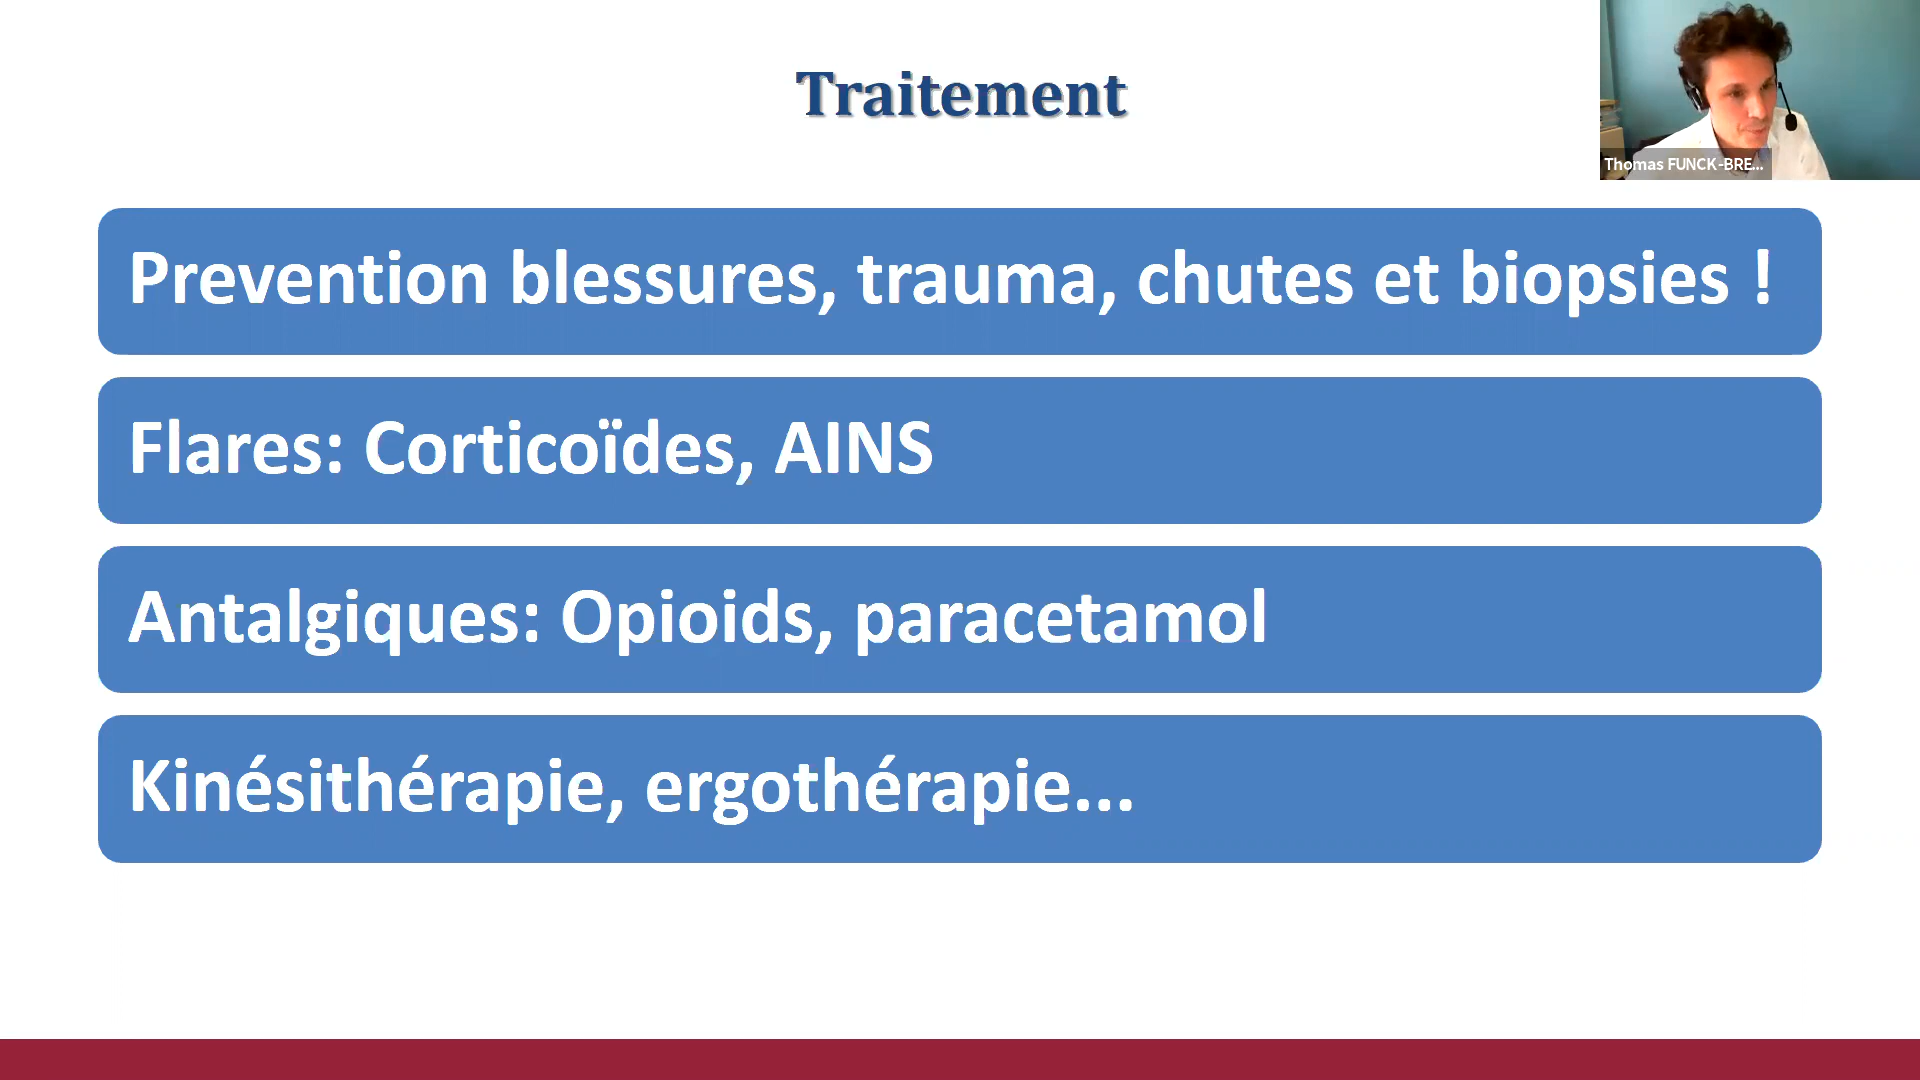 Traitement
Thomas FUNCK-BRE...
Prevention blessures, trauma, chutes et biopsies !
Flares: Corticoïdes, AINS
Antalgiques: Opioids, paracetamol
Kinésithérapie, ergothérapie...